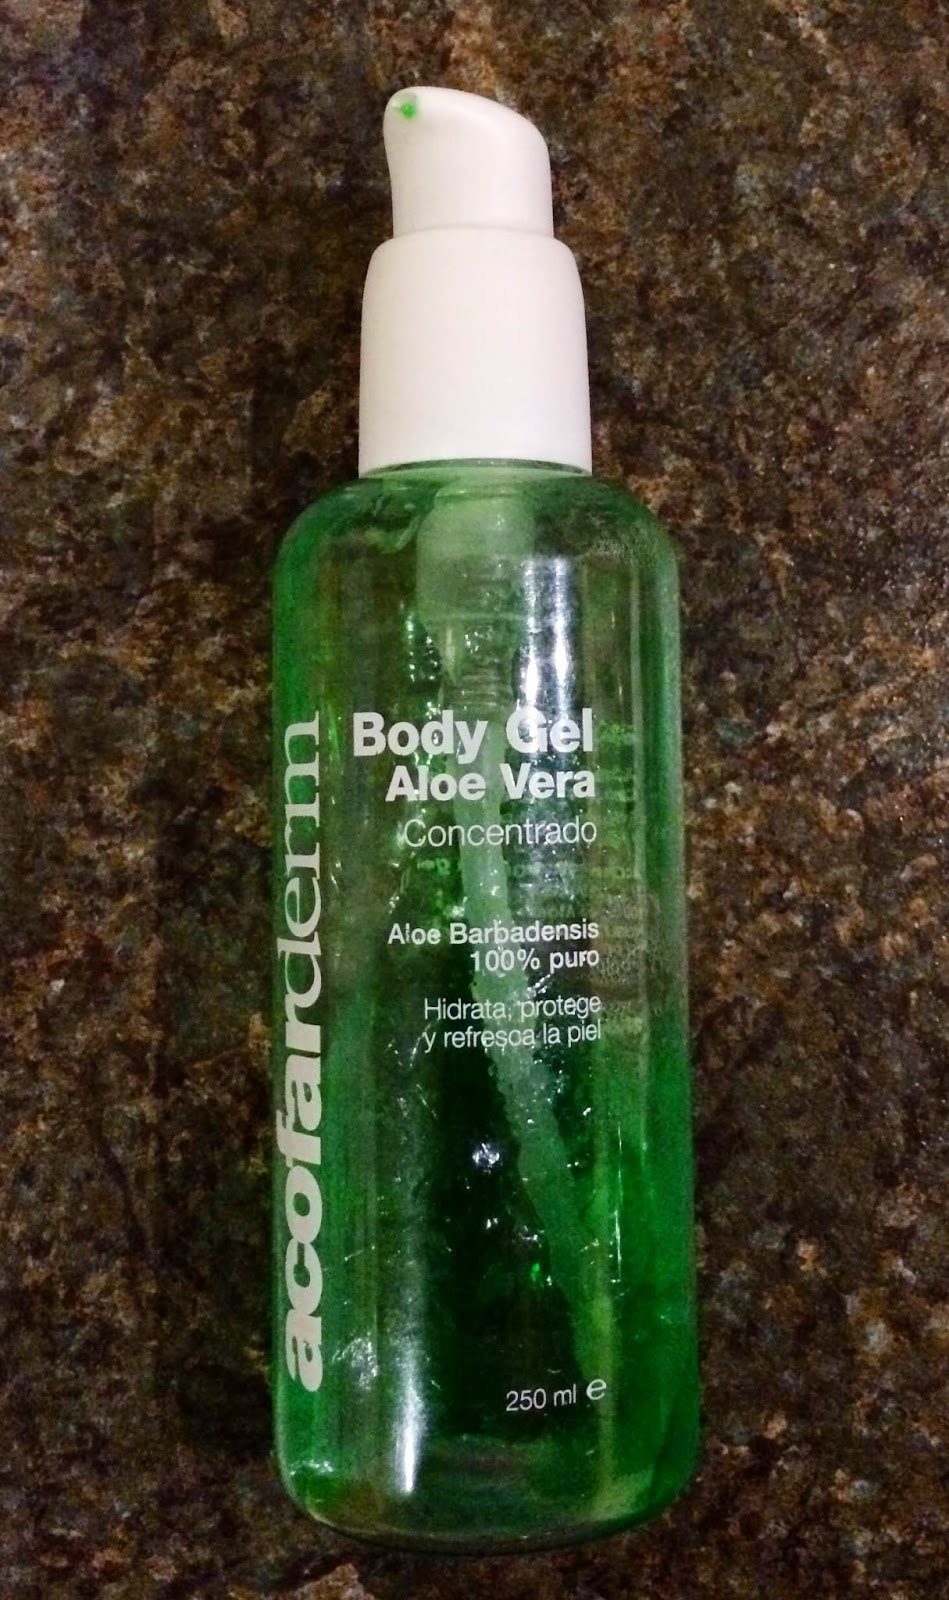 acofarderm
Body Gel
Aloe Vera
Concentrado
Aloe Barbadensis
100% puro
Hidrata, protege
y refresca la piel
250 ml ℮